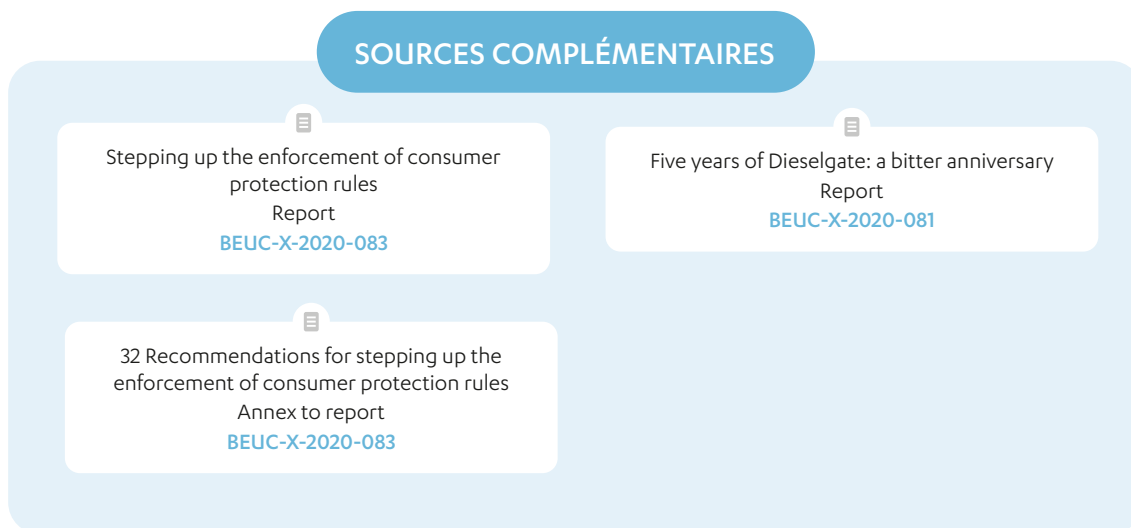 SOURCES COMPLÉMENTAIRES
Stepping up the enforcement of consumer
protection rules
Report
BEUC-X-2020-083
Five years of Dieselgate: a bitter anniversary
Report
BEUC-X-2020-081
32 Recommendations for stepping up the
enforcement of consumer protection rules
Annex to report
BEUC-X-2020-083